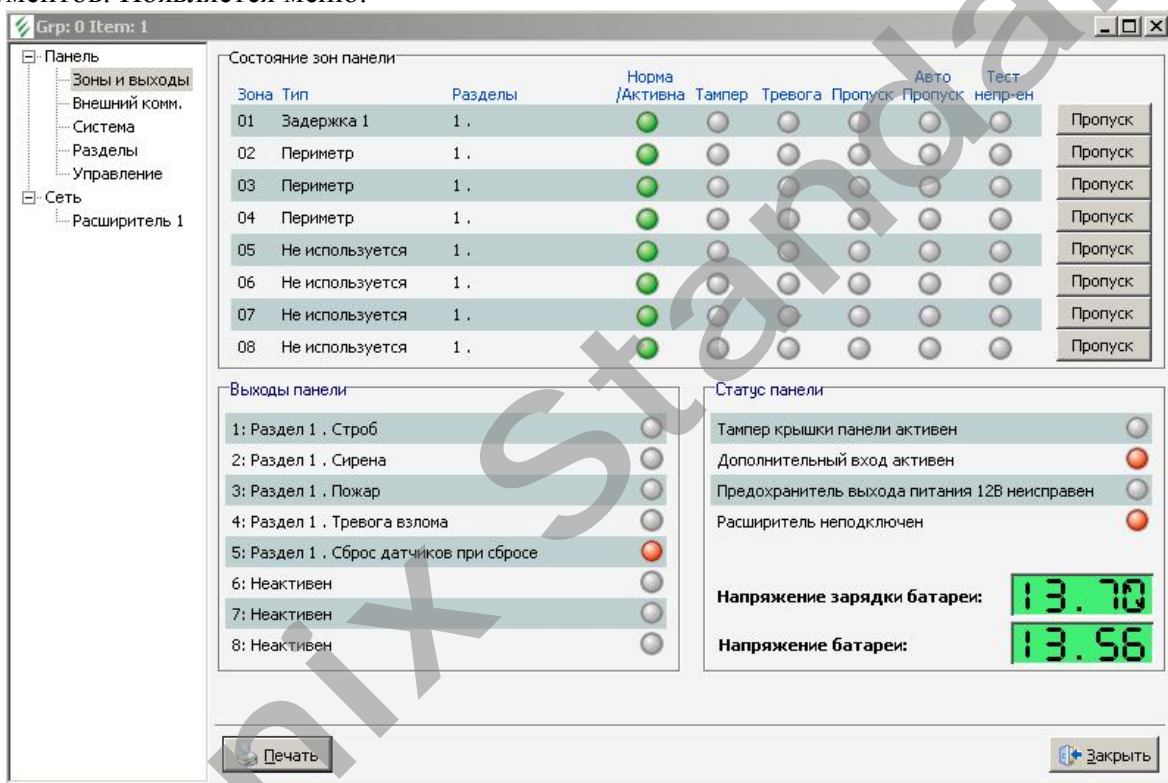 ументов. Появляется меню:
Grp: 0 Item: 1
Панель
Зоны и выходы
Внешний комм.
Система
Разделы
Управление
Сеть
Расширитель 1
Состояние зон панели
Зона Тип Разделы Норма /Активна Тампер Тревога Пропуск Авто Пропуск Тест непр-ен
01 Задержка 1 1 . Пропуск
02 Периметр 1 . Пропуск
03 Периметр 1 . Пропуск
04 Периметр 1 . Пропуск
05 Не используется 1 . Пропуск
06 Не используется 1 . Пропуск
07 Не используется 1 . Пропуск
08 Не используется 1 . Пропуск
Выходы панели
1: Раздел 1 . Строб
2: Раздел 1 . Сирена
3: Раздел 1 . Пожар
4: Раздел 1 . Тревога взлома
5: Раздел 1 . Сброс датчиков при сбросе
6: Неактивен
7: Неактивен
8: Неактивен
Статус панели
Тампер крышки панели активен
Дополнительный вход активен
Предохранитель выхода питания 12В неисправен
Расширитель неподключен
Напряжение зарядки батареи: 13.70
Напряжение батареи: 13.56
Печать
Закрыть
nix Standa